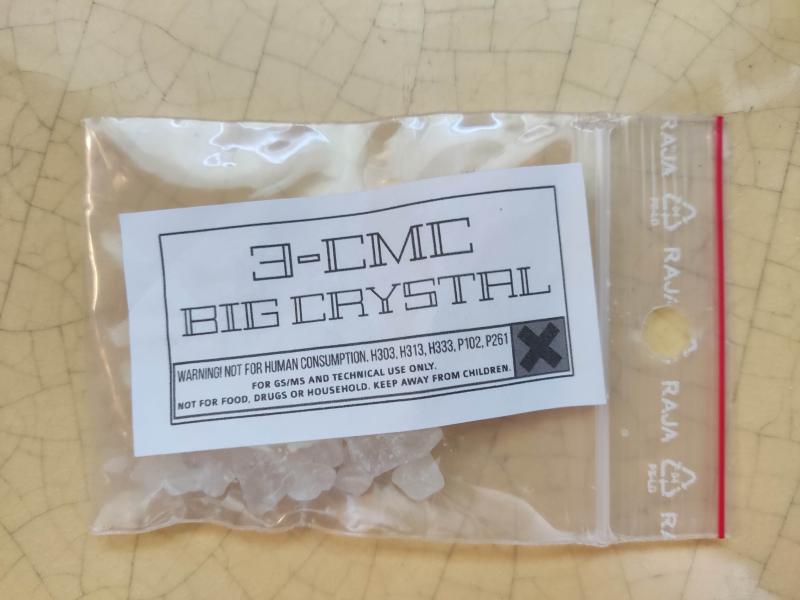 3-CMC
BIG CRYSTAL
WARNING! NOT FOR HUMAN CONSUMPTION. H303, H313, H333, P102, P261
FOR GS/MS AND TECHNICAL USE ONLY.
NOT FOR FOOD, DRUGS OR HOUSEHOLD. KEEP AWAY FROM CHILDREN.
RAJA
RAJA
RAJA
RA